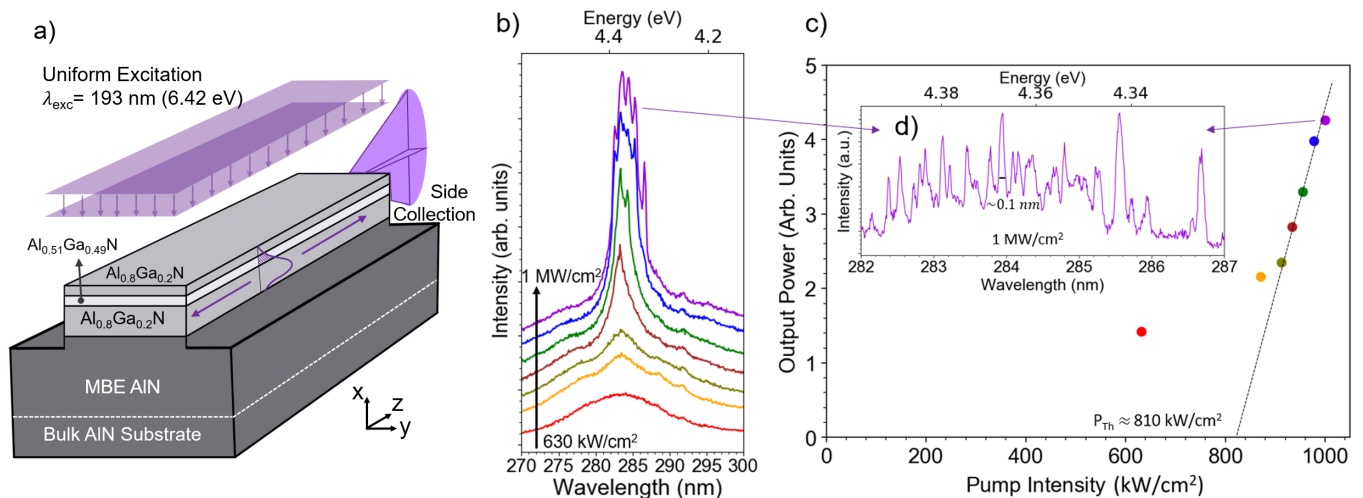 a)
Uniform Excitation
λexc= 193 nm (6.42 eV)
Side
Collection
Al0.51Ga0.49N
Al0.8Ga0.2N
Al0.8Ga0.2N
MBE AlN
Bulk AlN Substrate
x
z
y
b)
Energy (eV)
4.4 4.2
Intensity (arb. units)
1 MW/cm²
630 kW/cm²
270 275 280 285 290 295 300
Wavelength (nm)
c)
Output Power (Arb. Units)
5
4
3
2
1
0
PTh ≈ 810 kW/cm²
0 200 400 600 800 1000
Pump Intensity (kW/cm²)
d)
Energy (eV)
4.38 4.36 4.34
Intensity (a.u.)
~0.1 nm
1 MW/cm²
282 283 284 285 286 287
Wavelength (nm)